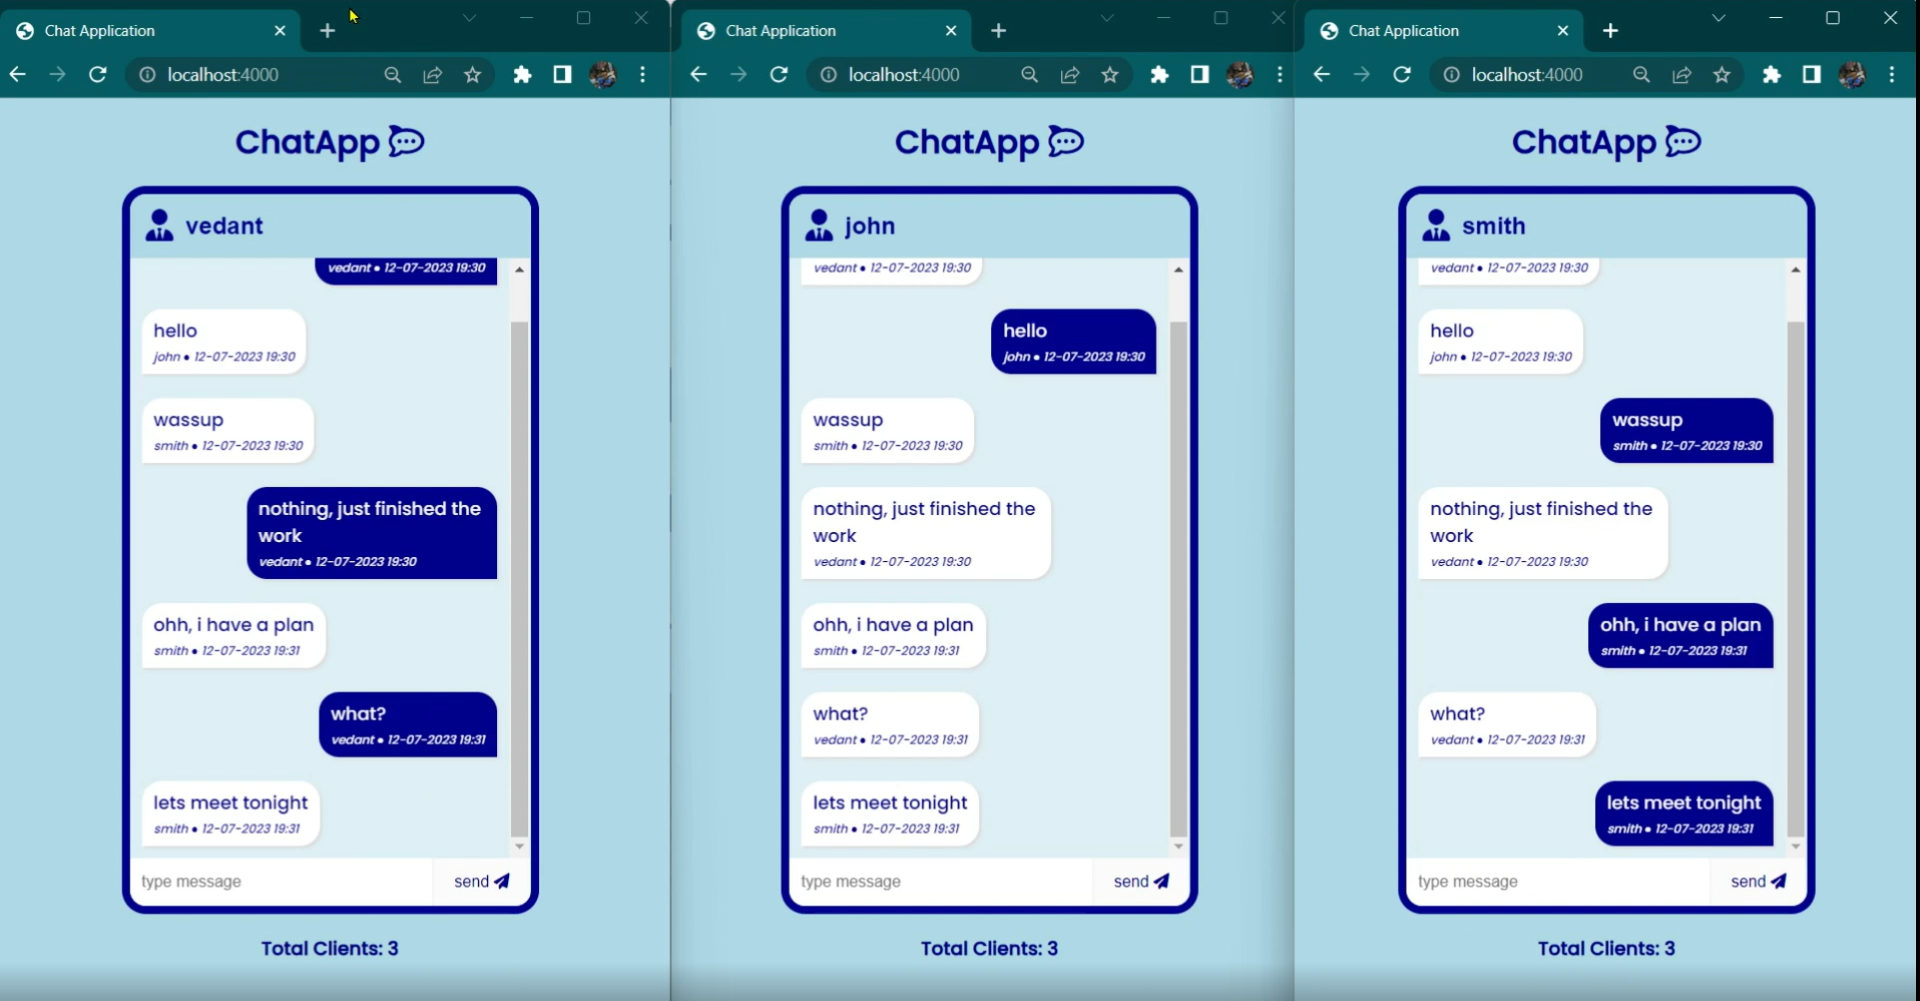 Chat Application
localhost:4000
ChatApp
vedant
vedant • 12-07-2023 19:30
hello
john • 12-07-2023 19:30
wassup
smith • 12-07-2023 19:30
nothing, just finished the
work
vedant • 12-07-2023 19:30
ohh, i have a plan
smith • 12-07-2023 19:31
what?
vedant • 12-07-2023 19:31
lets meet tonight
smith • 12-07-2023 19:31
type message
send
Total Clients: 3
Chat Application
localhost:4000
ChatApp
john
vedant • 12-07-2023 19:30
hello
john • 12-07-2023 19:30
wassup
smith • 12-07-2023 19:30
nothing, just finished the
work
vedant • 12-07-2023 19:30
ohh, i have a plan
smith • 12-07-2023 19:31
what?
vedant • 12-07-2023 19:31
lets meet tonight
smith • 12-07-2023 19:31
type message
send
Total Clients: 3
Chat Application
localhost:4000
ChatApp
smith
vedant • 12-07-2023 19:30
hello
john • 12-07-2023 19:30
wassup
smith • 12-07-2023 19:30
nothing, just finished the
work
vedant • 12-07-2023 19:30
ohh, i have a plan
smith • 12-07-2023 19:31
what?
vedant • 12-07-2023 19:31
lets meet tonight
smith • 12-07-2023 19:31
type message
send
Total Clients: 3